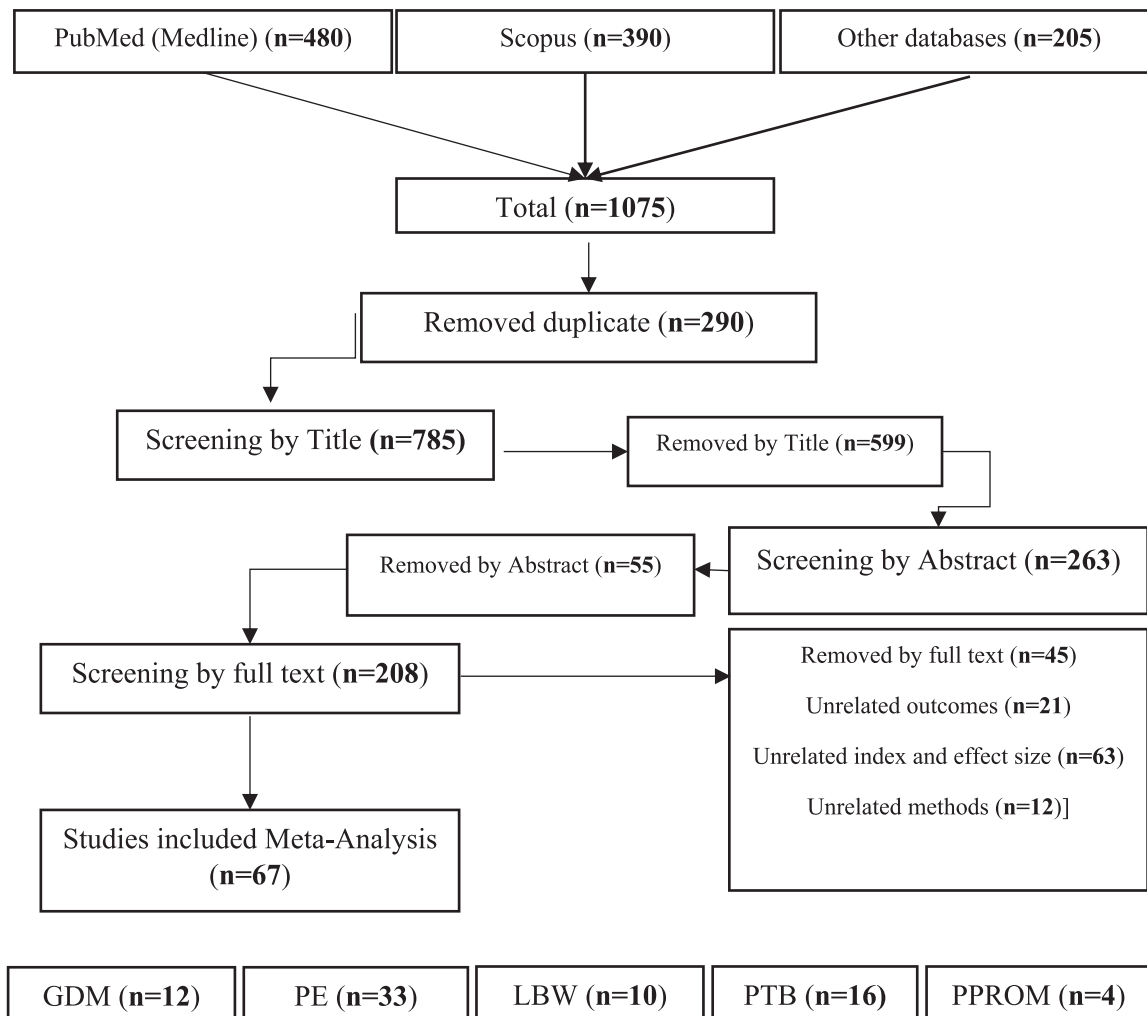 PubMed (Medline) (n=480)
Scopus (n=390)
Other databases (n=205)
Total (n=1075)
Removed duplicate (n=290)
Screening by Title (n=785)
Removed by Title (n=599)
Removed by Abstract (n=55)
Screening by Abstract (n=263)
Screening by full text (n=208)
Removed by full text (n=45)
Unrelated outcomes (n=21)
Unrelated index and effect size (n=63)
Unrelated methods (n=12)]
Studies included Meta-Analysis
(n=67)
GDM (n=12)
PE (n=33)
LBW (n=10)
PTB (n=16)
PPROM (n=4)